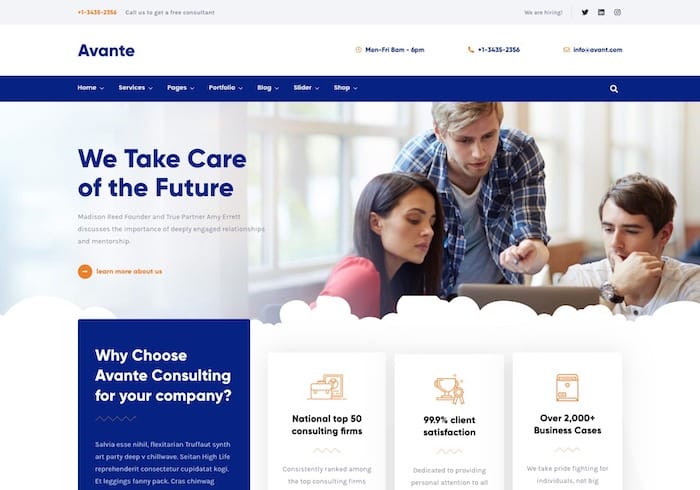 +1-3435-2356 Call us to get a free consultant
We are hiring!
Avante
Mon-Fri 8am - 6pm
+1-3435-2356
info@avant.com
Home Services Pages Portfolio Blog Slider Shop
We Take Care
of the Future
Madison Reed Founder and True Partner Amy Errett
discusses the importance of deeply engaged relationships
and mentorship.
learn more about us
Why Choose
Avante Consulting
for your company?
Salvia esse nihil, flexitarian Truffaut synth
art party deep v chillwave. Seitan High Life
reprehenderit consectetur cupidatat kogi.
Et leggings fanny pack. Cras chinwag
National top 50
consulting firms
Consistently ranked among
the top consulting firms
99.9% client
satisfaction
Dedicated to providing
personal attention to all
Over 2,000+
Business Cases
We take pride fighting for
individuals, not big